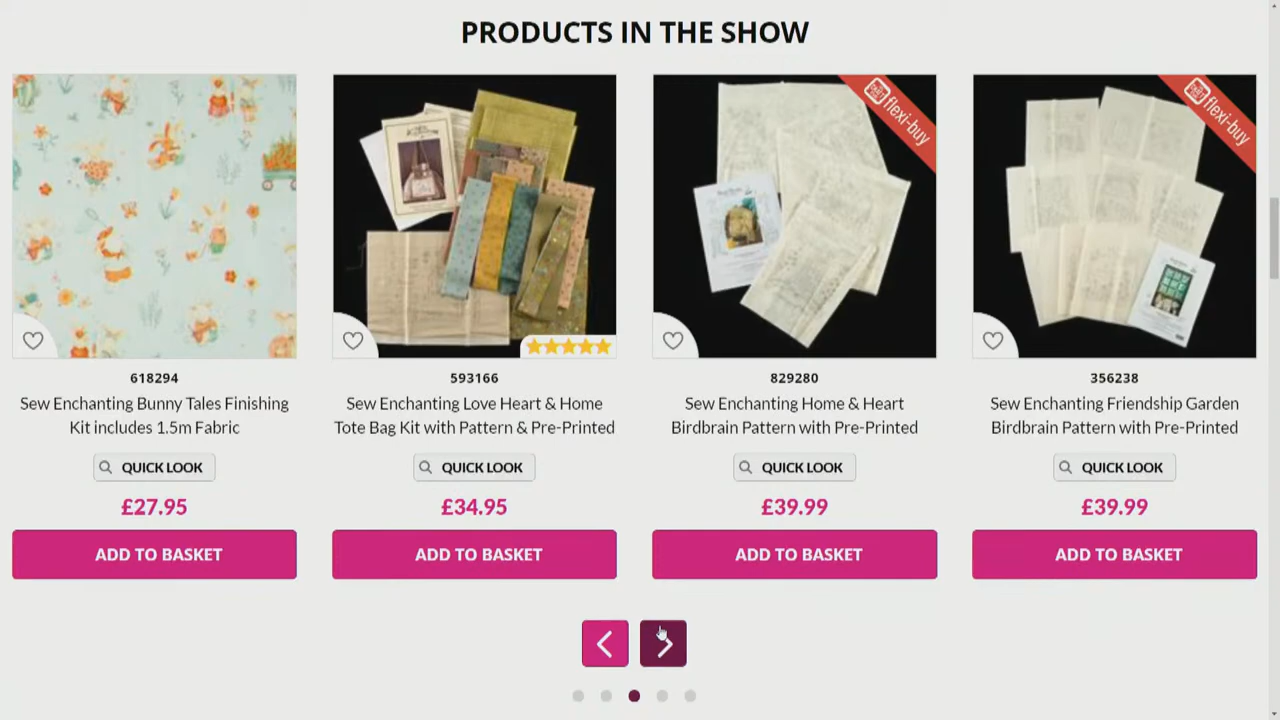 PRODUCTS IN THE SHOW
flexi-buy
flexi-buy
618294
Sew Enchanting Bunny Tales Finishing
Kit includes 1.5m Fabric
QUICK LOOK
£27.95
ADD TO BASKET
593166
Sew Enchanting Love Heart & Home
Tote Bag Kit with Pattern & Pre-Printed
QUICK LOOK
£34.95
ADD TO BASKET
829280
Sew Enchanting Home & Heart
Birdbrain Pattern with Pre-Printed
QUICK LOOK
£39.99
ADD TO BASKET
356238
Sew Enchanting Friendship Garden
Birdbrain Pattern with Pre-Printed
QUICK LOOK
£39.99
ADD TO BASKET